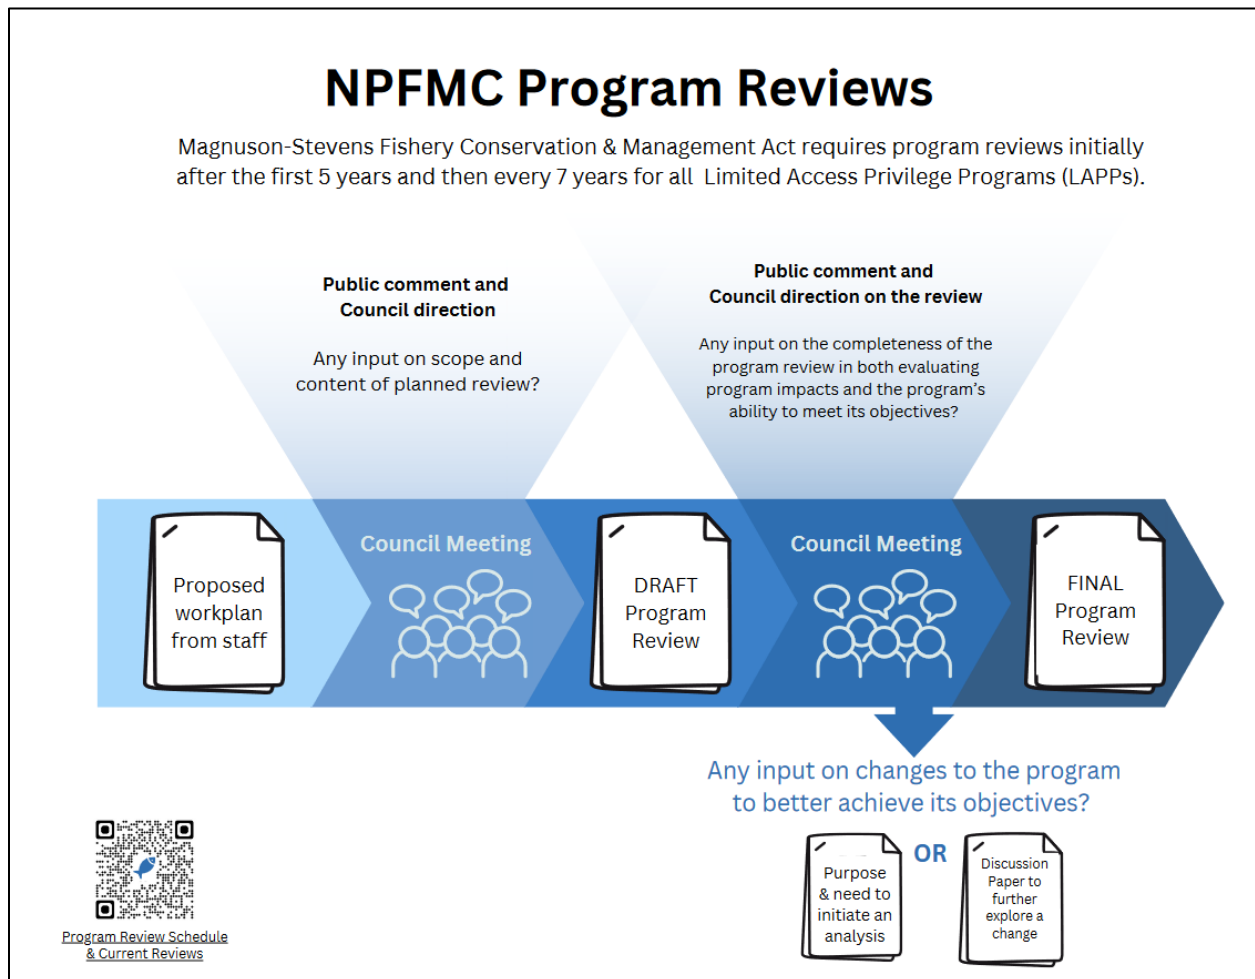 NPFMC Program Reviews
Magnuson-Stevens Fishery Conservation & Management Act requires program reviews initially
after the first 5 years and then every 7 years for all Limited Access Privilege Programs (LAPPs).
Public comment and
Council direction
Any input on scope and
content of planned review?
Public comment and
Council direction on the review
Any input on the completeness of the
program review in both evaluating
program impacts and the program's
ability to meet its objectives?
Proposed
workplan
from staff
Council Meeting
DRAFT
Program
Review
Council Meeting
FINAL
Program
Review
Any input on changes to the program
to better achieve its objectives?
Purpose
& need to
initiate an
analysis
OR
Discussion
Paper to
further
explore a
change
Program Review Schedule
& Current Reviews